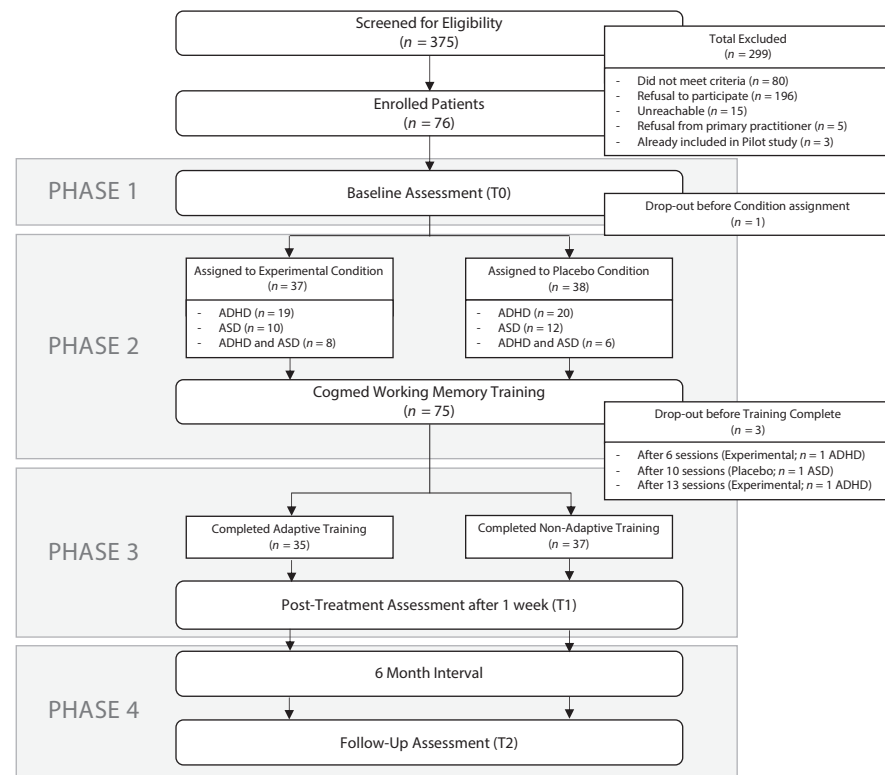 Screened for Eligibility
(n = 375)
Total Excluded
(n = 299)
- Did not meet criteria (n = 80)
- Refusal to participate (n = 196)
- Unreachable (n = 15)
- Refusal from primary practitioner (n = 5)
- Already included in Pilot study (n = 3)
Enrolled Patients
(n = 76)
PHASE 1
Baseline Assessment (T0)
Drop-out before Condition assignment
(n = 1)
PHASE 2
Assigned to Experimental Condition
(n = 37)
- ADHD (n = 19)
- ASD (n = 10)
- ADHD and ASD (n = 8)
Assigned to Placebo Condition
(n = 38)
- ADHD (n = 20)
- ASD (n = 12)
- ADHD and ASD (n = 6)
Cogmed Working Memory Training
(n = 75)
Drop-out before Training Complete
(n = 3)
- After 6 sessions (Experimental; n = 1 ADHD)
- After 10 sessions (Placebo; n = 1 ASD)
- After 13 sessions (Experimental; n = 1 ADHD)
PHASE 3
Completed Adaptive Training
(n = 35)
Completed Non-Adaptive Training
(n = 37)
Post-Treatment Assessment after 1 week (T1)
PHASE 4
6 Month Interval
Follow-Up Assessment (T2)